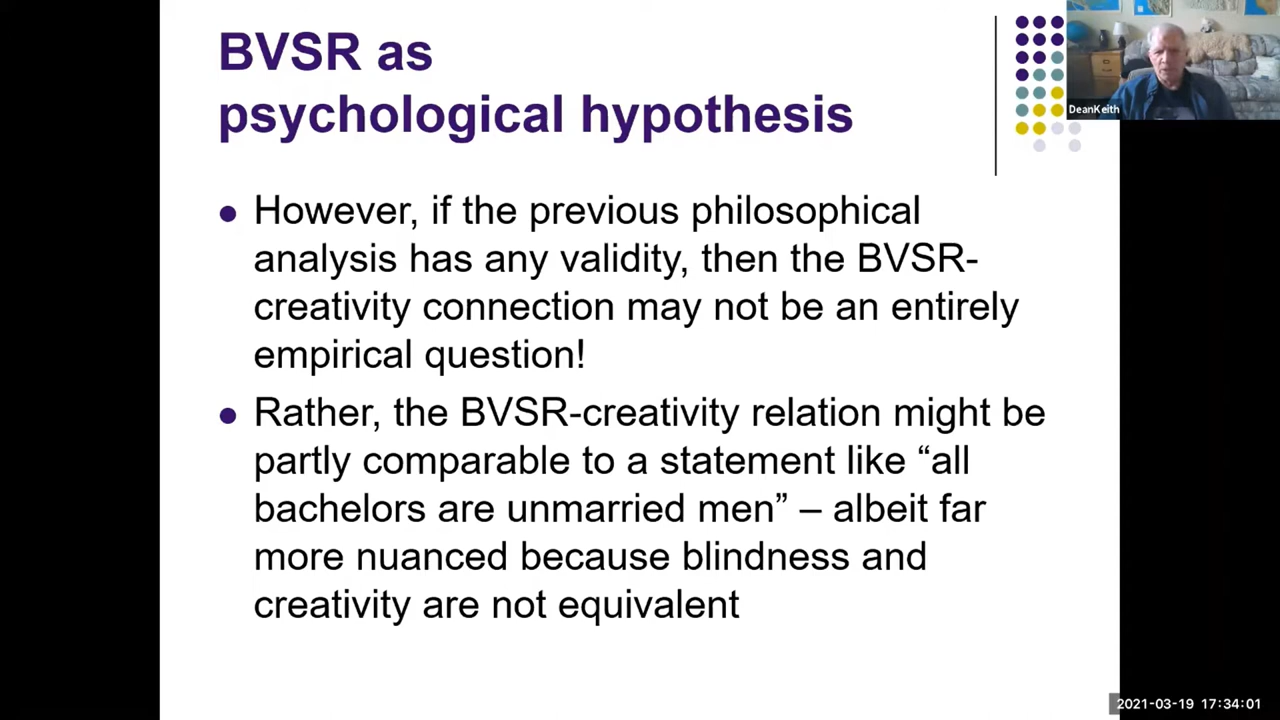 BVSR as
psychological hypothesis
DeanKeith
However, if the previous philosophical
analysis has any validity, then the BVSR-
creativity connection may not be an entirely
empirical question!
Rather, the BVSR-creativity relation might be
partly comparable to a statement like “all
bachelors are unmarried men” – albeit far
more nuanced because blindness and
creativity are not equivalent
2021-03-19 17:34:01